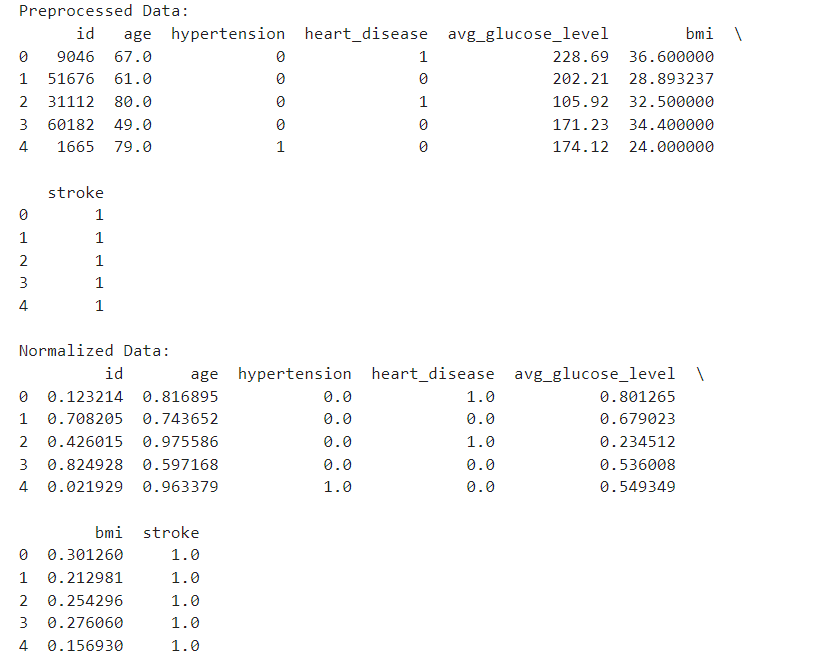 Preprocessed Data:
      id   age  hypertension  heart_disease  avg_glucose_level        bmi  \
0   9046  67.0             0              1             228.69  36.600000
1  51676  61.0             0              0             202.21  28.893237
2  31112  80.0             0              1             105.92  32.500000
3  60182  49.0             0              0             171.23  34.400000
4   1665  79.0             1              0             174.12  24.000000
   stroke
0       1
1       1
2       1
3       1
4       1
Normalized Data:
         id       age  hypertension  heart_disease  avg_glucose_level  \
0  0.123214  0.816895           0.0            1.0           0.801265
1  0.708205  0.743652           0.0            0.0           0.679023
2  0.426015  0.975586           0.0            1.0           0.234512
3  0.824928  0.597168           0.0            0.0           0.536008
4  0.021929  0.963379           1.0            0.0           0.549349
        bmi  stroke
0  0.301260     1.0
1  0.212981     1.0
2  0.254296     1.0
3  0.276060     1.0
4  0.156930     1.0